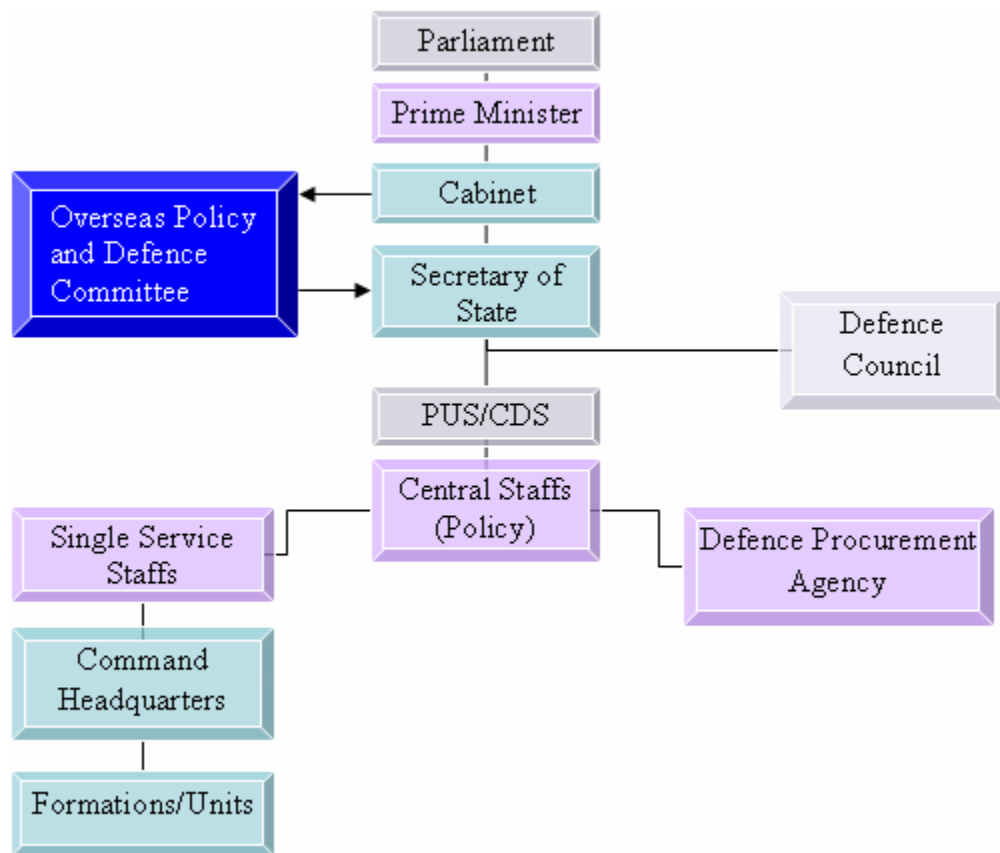 Parliament
Prime Minister
Cabinet
Overseas Policy
and Defence
Committee
Secretary of
State
Defence
Council
PUS/CDS
Central Staffs
(Policy)
Single Service
Staffs
Defence Procurement
Agency
Command
Headquarters
Formations/Units